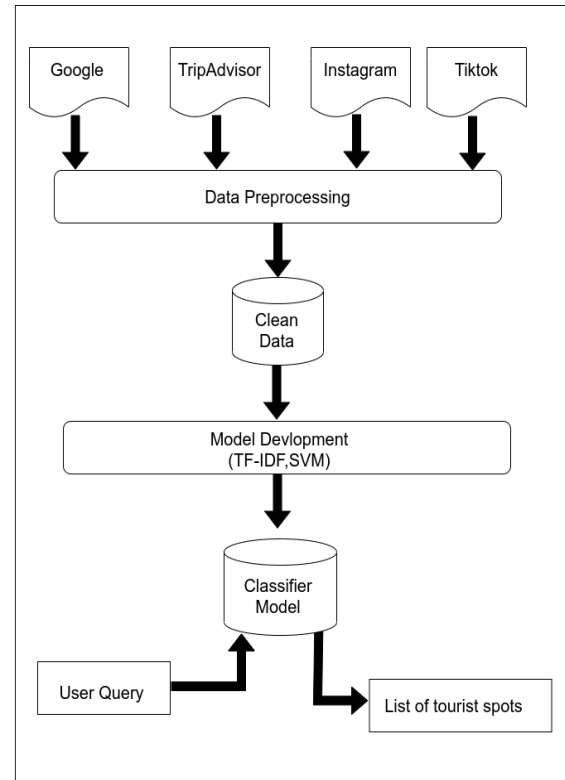 Google
TripAdvisor
Instagram
Tiktok
Data Preprocessing
Clean
Data
Model Devlopment
(TF-IDF,SVM)
Classifier
Model
User Query
List of tourist spots